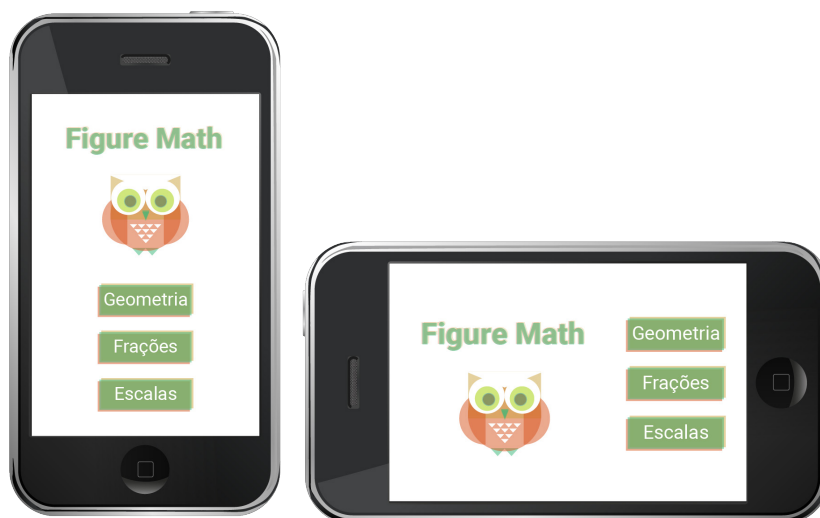 Figure Math
Geometria
Frações
Escalas
Figure Math
Geometria
Frações
Escalas